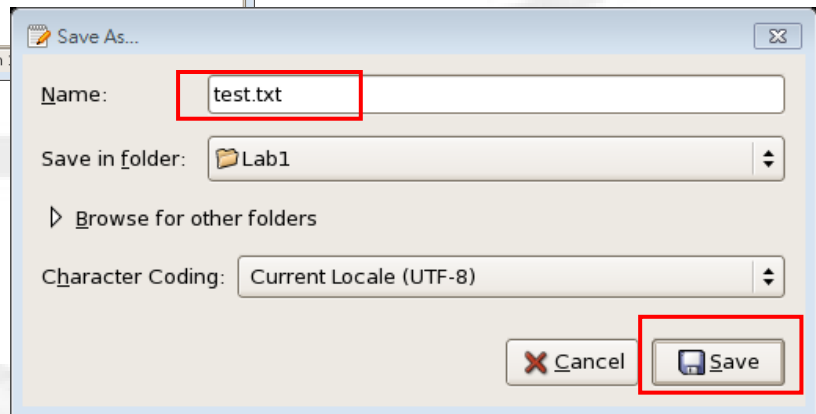 Save As...
Name: test.txt
Save in folder: Lab1
Browse for other folders
Character Coding: Current Locale (UTF-8)
Cancel Save